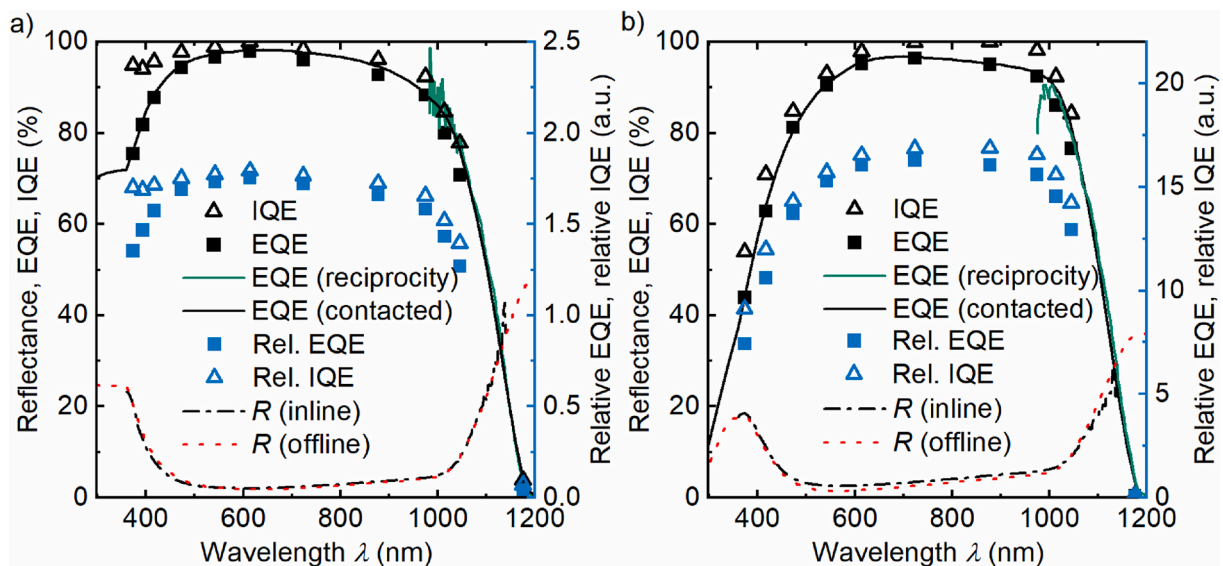 a)
Reflectance, EQE, IQE (%)
100
80
60
40
20
0
IQE
EQE
EQE (reciprocity)
EQE (contacted)
Rel. EQE
Rel. IQE
R (inline)
R (offline)
2.5
2.0
1.5
1.0
0.5
0.0
Relative EQE, relative IQE (a.u.)
400 600 800 1000 1200
Wavelength λ (nm)
b)
Reflectance, EQE, IQE (%)
100
80
60
40
20
0
IQE
EQE
EQE (reciprocity)
EQE (contacted)
Rel. EQE
Rel. IQE
R (inline)
R (offline)
20
15
10
5
0
Relative EQE, relative IQE (a.u.)
400 600 800 1000 1200
Wavelength λ (nm)